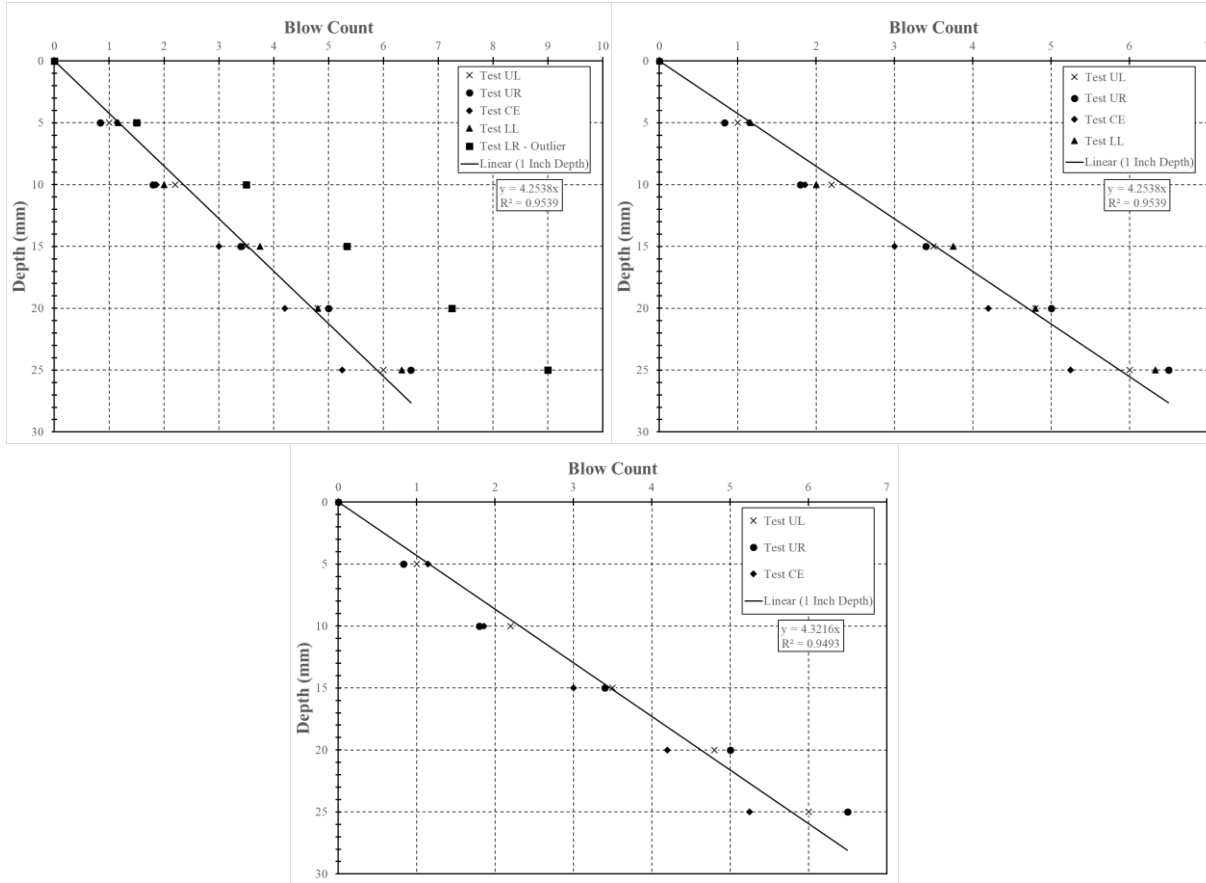 Blow Count
0 1 2 3 4 5 6 7 8 9 10
0
5
10
15
20
25
30
Depth (mm)
Test UL
Test UR
Test CE
Test LL
Test LR - Outlier
Linear (1 Inch Depth)
y = 4.2538x
R² = 0.9539
Blow Count
0 1 2 3 4 5 6 7
0
5
10
15
20
25
30
Depth (mm)
Test UL
Test UR
Test CE
Test LL
Linear (1 Inch Depth)
y = 4.2538x
R² = 0.9539
Blow Count
0 1 2 3 4 5 6 7
0
5
10
15
20
25
30
Depth (mm)
Test UL
Test UR
Test CE
Linear (1 Inch Depth)
y = 4.3216x
R² = 0.9493